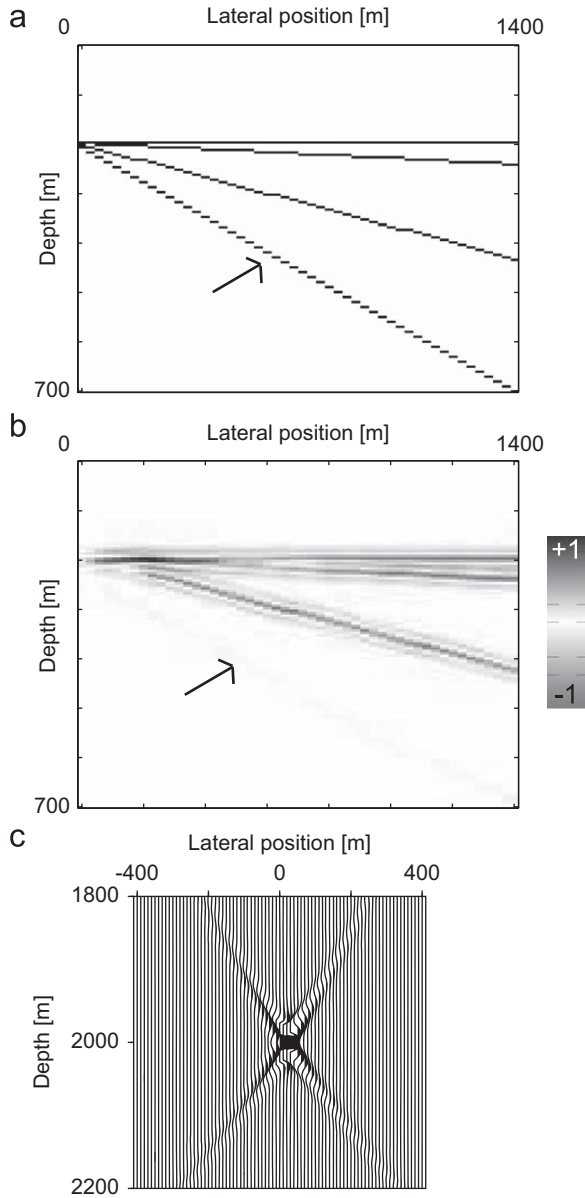 a
Lateral position [m]
0 1400
Depth [m]
700
b
Lateral position [m]
0 1400
Depth [m]
700
+1
-1
c
Lateral position [m]
-400 0 400
1800
Depth [m]
2000
2200